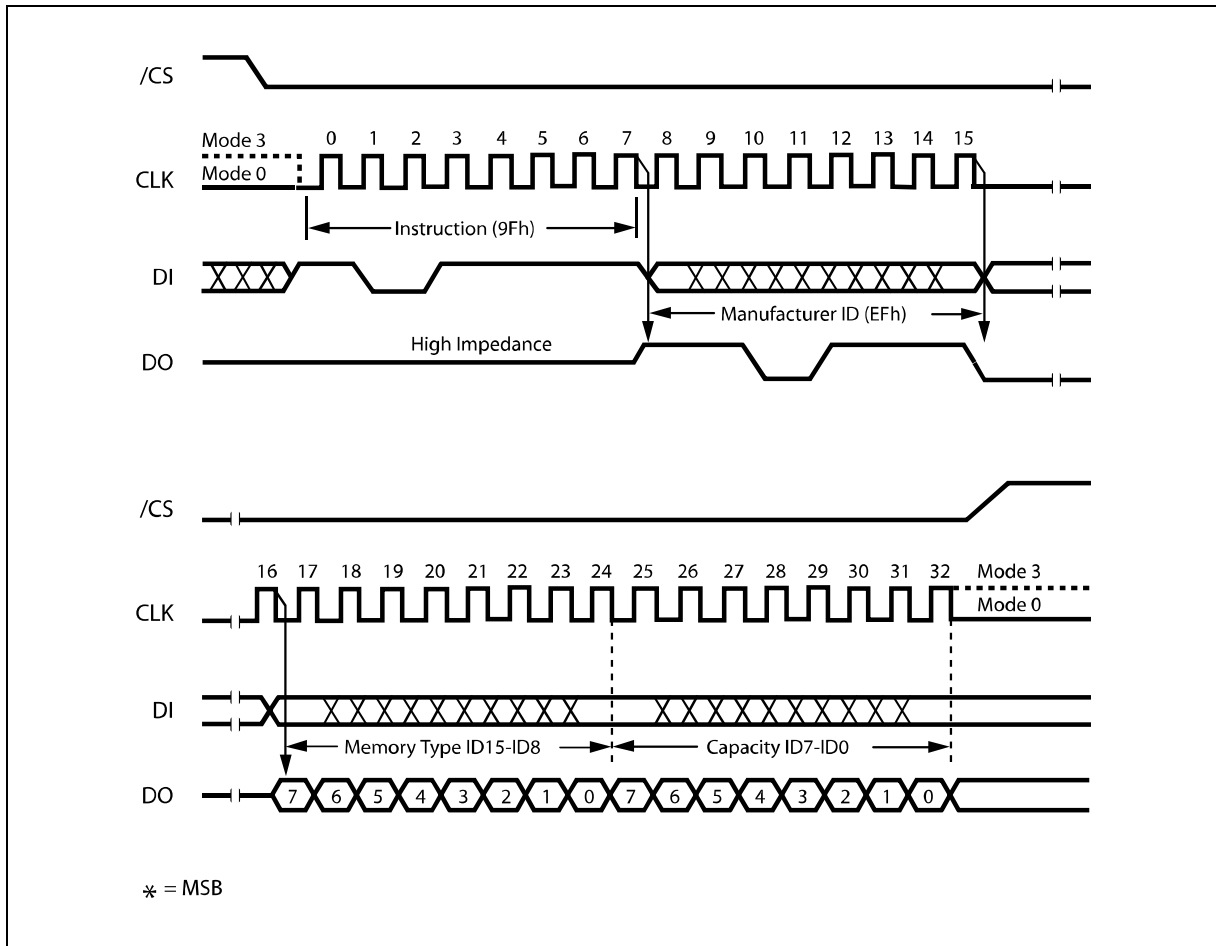 /CS
Mode 3
0 1 2 3 4 5 6 7 8 9 10 11 12 13 14 15
Mode 0
CLK
Instruction (9Fh)
DI
Manufacturer ID (EFh)
High Impedance
DO
/CS
16 17 18 19 20 21 22 23 24 25 26 27 28 29 30 31 32
Mode 3
Mode 0
CLK
DI
Memory Type ID15-ID8
Capacity ID7-ID0
DO
7 6 5 4 3 2 1 0 7 6 5 4 3 2 1 0
* = MSB